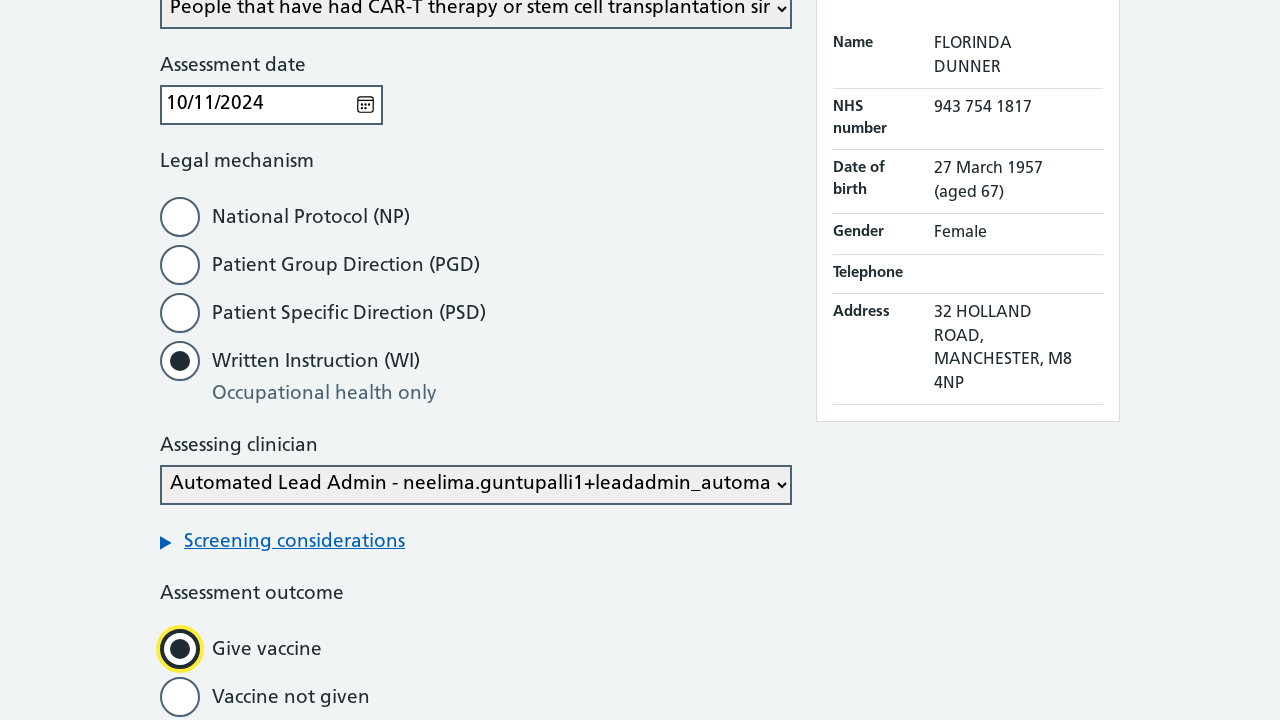 People that have had CAR-T therapy or stem cell transplantation sir
Assessment date
10/11/2024
Legal mechanism
National Protocol (NP)
Patient Group Direction (PGD)
Patient Specific Direction (PSD)
Written Instruction (WI)
Occupational health only
Assessing clinician
Automated Lead Admin - neelima.guntupalli1+leadadmin_automa
Screening considerations
Assessment outcome
Give vaccine
Vaccine not given
Name FLORINDA
DUNNER
NHS 943 754 1817
number
Date of 27 March 1957
birth (aged 67)
Gender Female
Telephone
Address 32 HOLLAND
ROAD,
MANCHESTER, M8
4NP